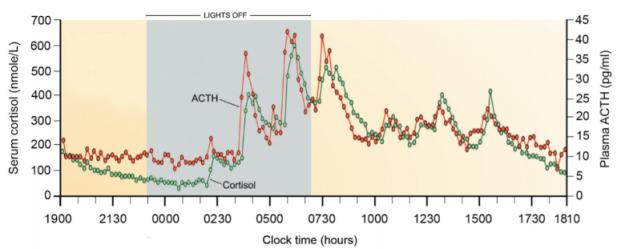 LIGHTS OFF
Serum cortisol (nmole/L)
700
600
500
400
300
200
100
0
Plasma ACTH (pg/ml)
45
40
35
30
25
20
15
10
5
0
ACTH
Cortisol
1900 2130 0000 0230 0500 0730 1000 1230 1500 1730 1810
Clock time (hours)